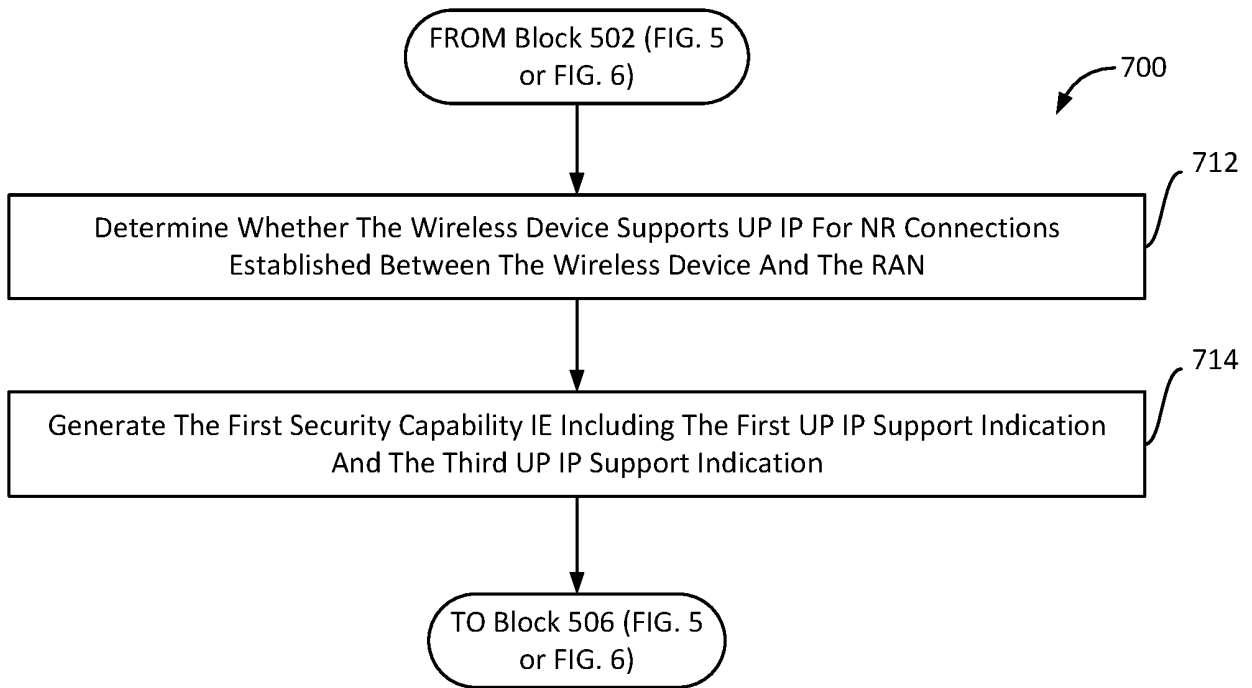 FROM Block 502 (FIG. 5
or FIG. 6)
700
712
Determine Whether The Wireless Device Supports UP IP For NR Connections
Established Between The Wireless Device And The RAN
714
Generate The First Security Capability IE Including The First UP IP Support Indication
And The Third UP IP Support Indication
TO Block 506 (FIG. 5
or FIG. 6)